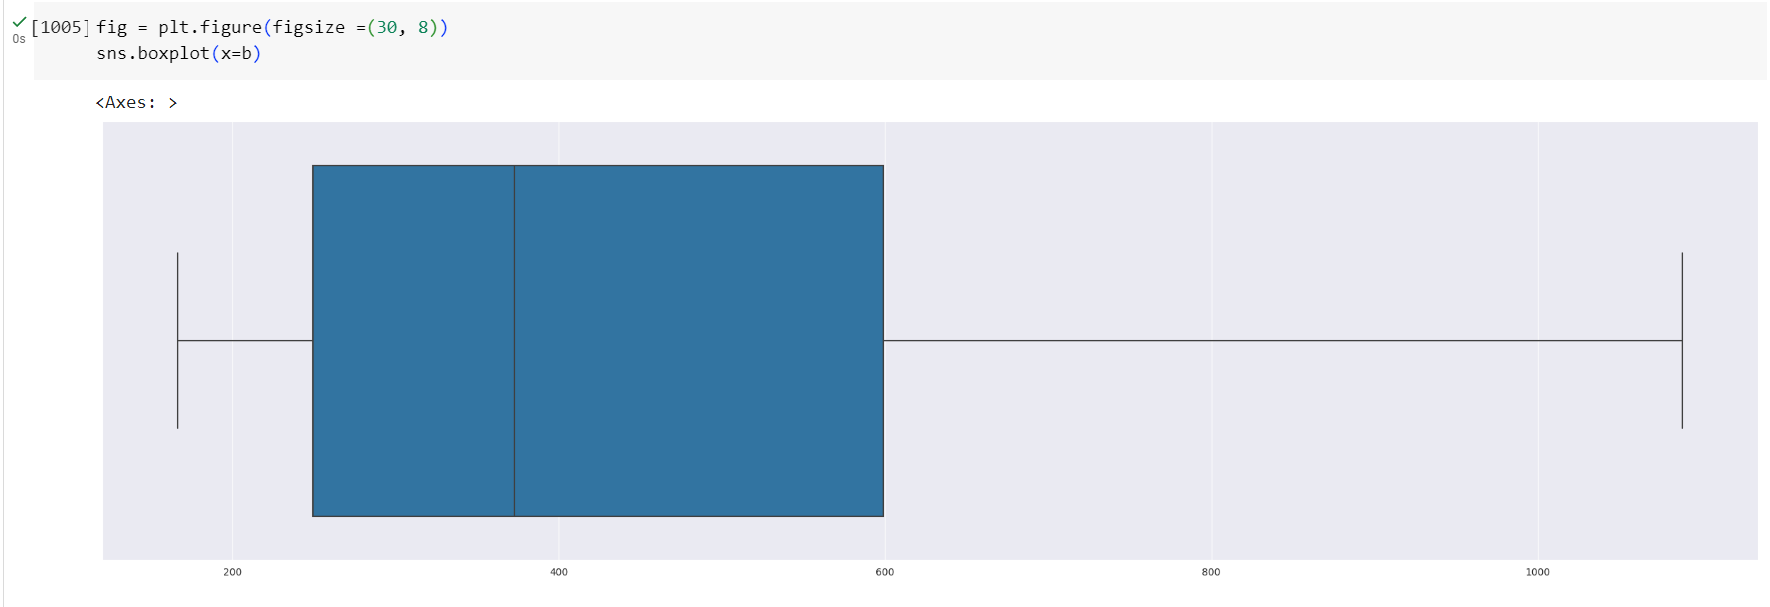 [1005] fig = plt.figure(figsize =(30, 8))
0s
sns.boxplot(x=b)
<Axes: >
200 400 600 800 1000